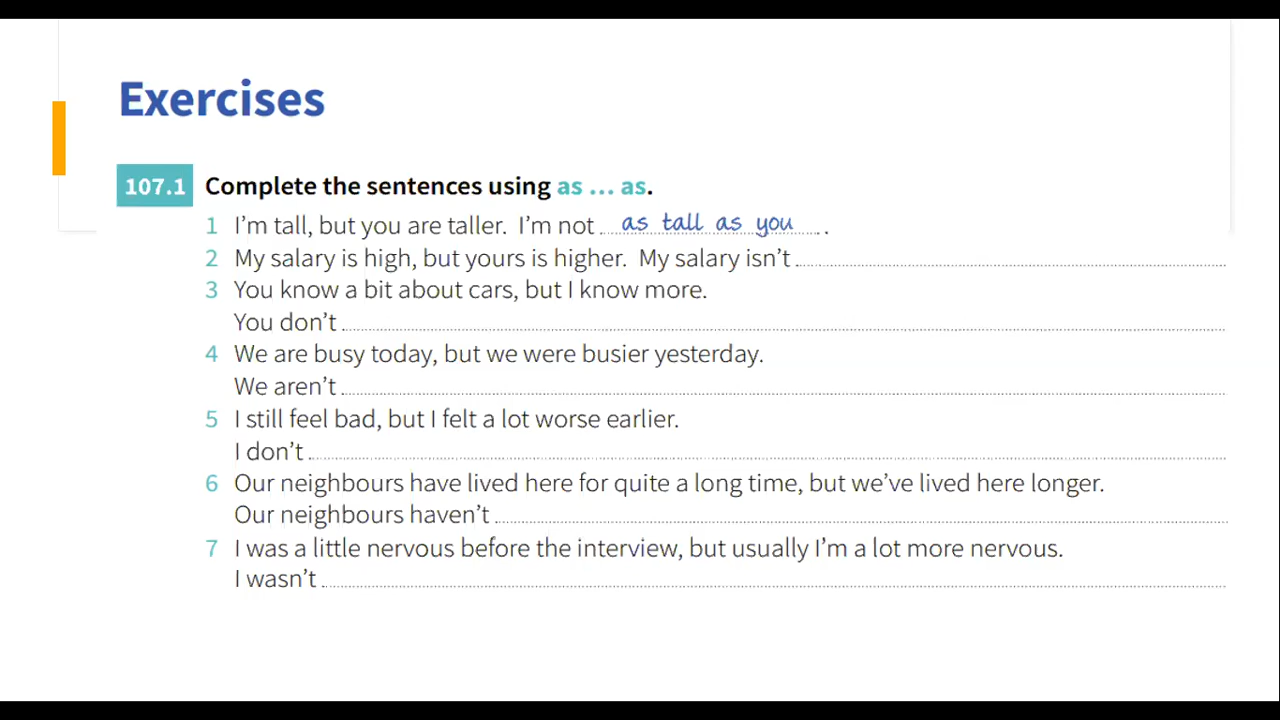 Exercises
107.1 Complete the sentences using as ... as.
1 I'm tall, but you are taller. I'm not as tall as you.
2 My salary is high, but yours is higher. My salary isn't
3 You know a bit about cars, but I know more.
You don't
4 We are busy today, but we were busier yesterday.
We aren't
5 I still feel bad, but I felt a lot worse earlier.
I don't
6 Our neighbours have lived here for quite a long time, but we've lived here longer.
Our neighbours haven't
7 I was a little nervous before the interview, but usually I'm a lot more nervous.
I wasn't